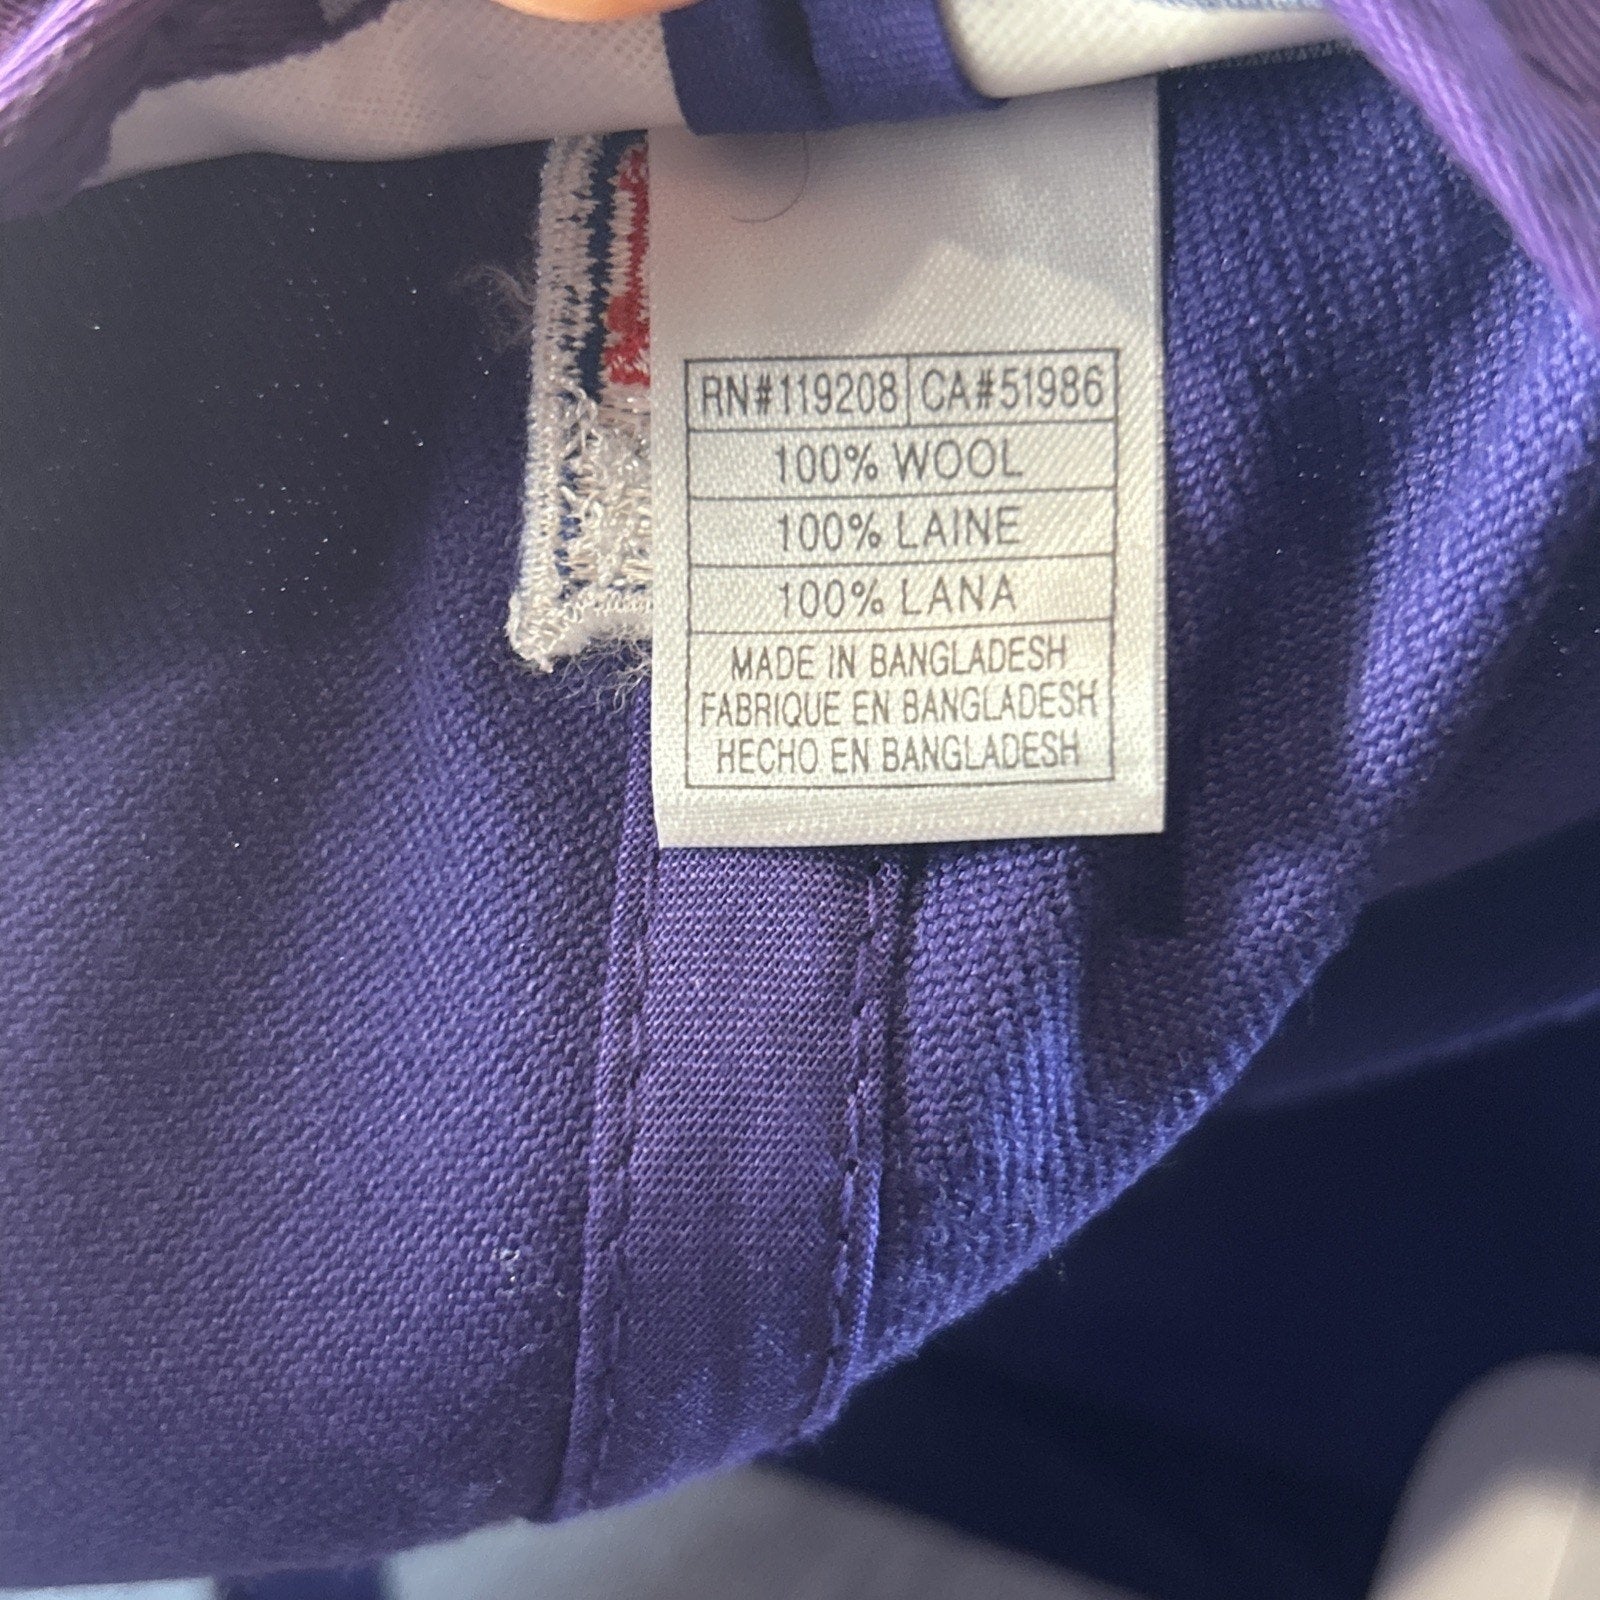 RN#119208 CA#51986
100% WOOL
100% LAINE
100% LANA
MADE IN BANGLADESH
FABRIQUE EN BANGLADESH
HECHO EN BANGLADESH